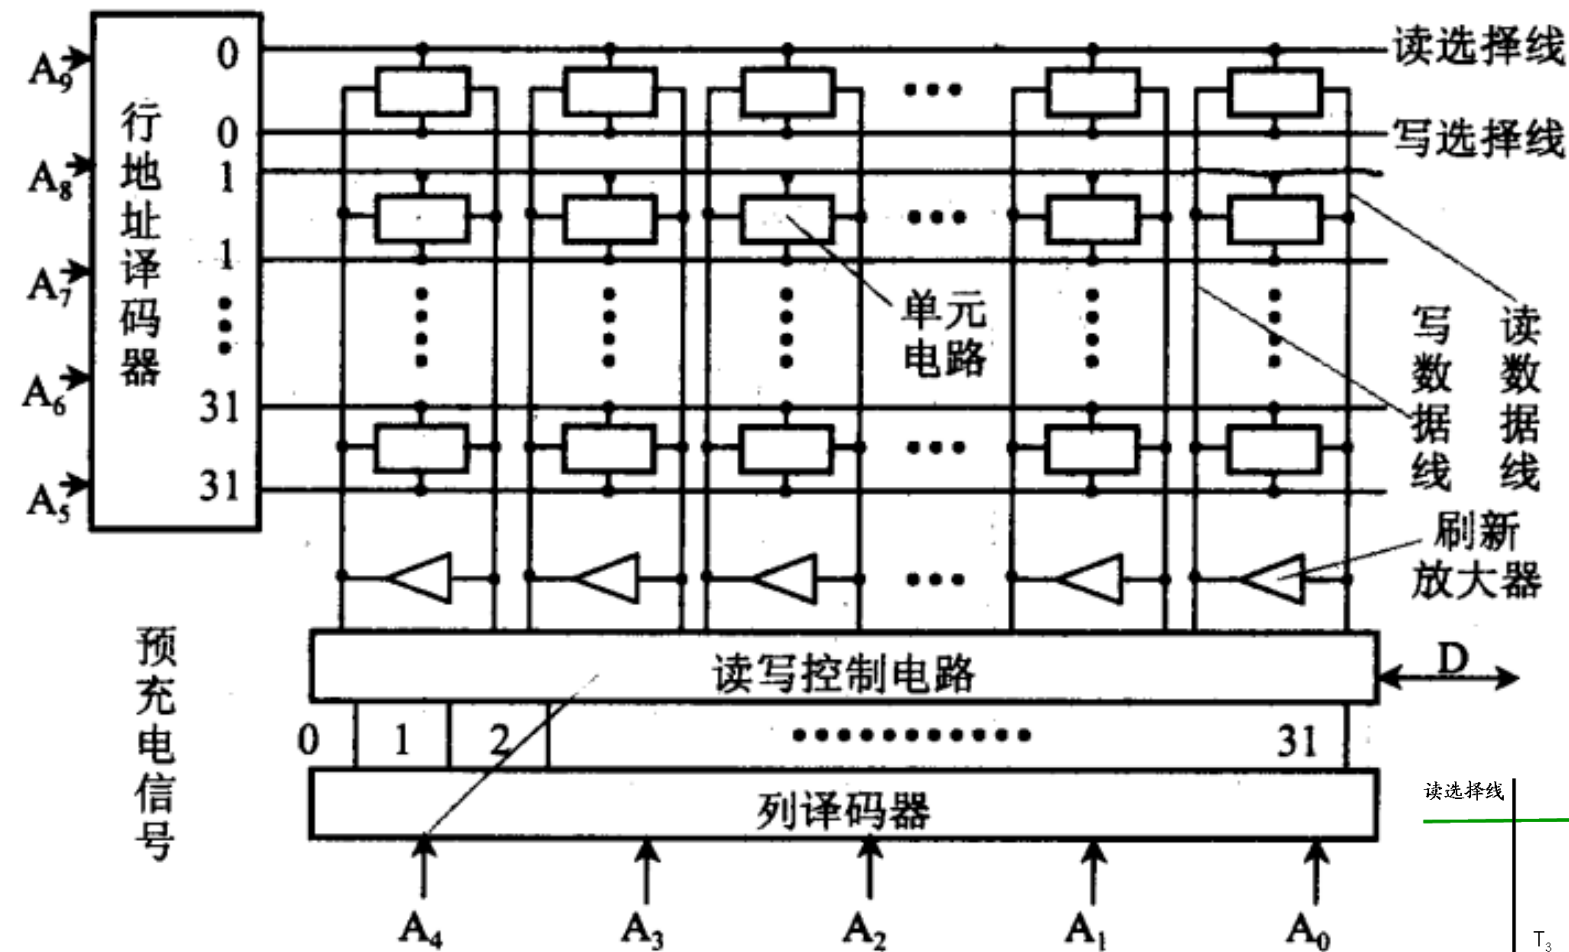 A₉
A₈
A₇
A₆
A₅
行地址译码器
0
0
1
1
31
31
读选择线
写选择线
单元
电路
写数据线
读数据线
刷新
放大器
预充电信号
读写控制电路
D
0
1
2
31
列译码器
A₄
A₃
A₂
A₁
A₀
读选择线
T₃